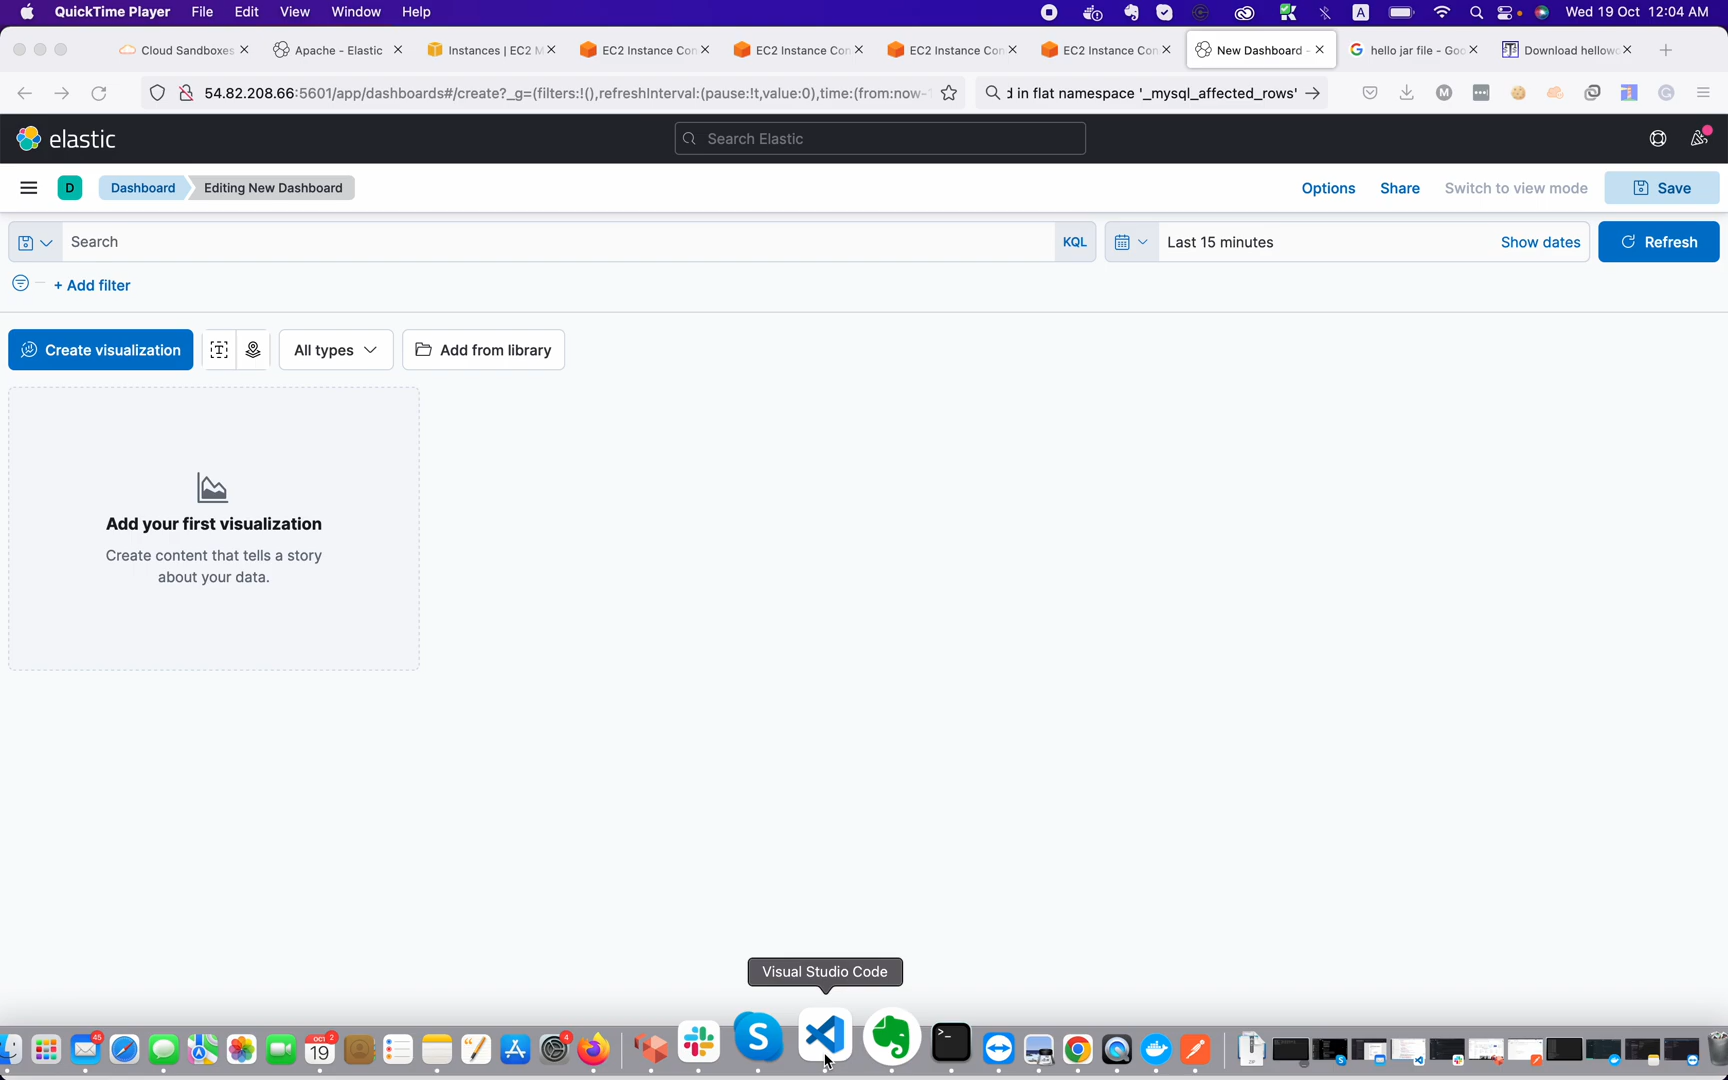 QuickTime Player File Edit View Window Help A Wed 19 Oct 12:04 AM
Cloud Sandboxes Apache - Elastic Instances | EC2 M EC2 Instance Con EC2 Instance Con EC2 Instance Con EC2 Instance Con New Dashboard - hello jar file - Goo Download hellowo
54.82.208.66:5601/app/dashboards#/create?_g=(filters:!(),refreshInterval:(pause:!t,value:0),time:(from:now- d in flat namespace '_mysql_affected_rows'
elastic Search Elastic
D Dashboard Editing New Dashboard Options Share Switch to view mode Save
Search KQL Last 15 minutes Show dates Refresh
+ Add filter
Create visualization All types Add from library
Add your first visualization
Create content that tells a story
about your data.
Visual Studio Code
45 OCT 2 19 4